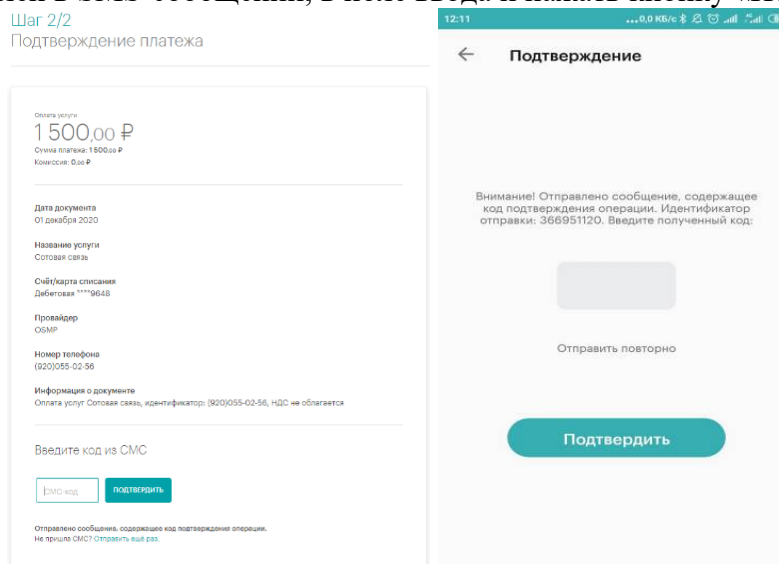 SMS
Шаг 2/2
Подтверждение платежа
Оплата услуги
1 500,00 ₽
Сумма платежа: 1 500,00 ₽
Комиссия: 0,00 ₽
Дата документа
01 декабря 2020
Название услуги
Сотовая связь
Счёт/карта списания
Дебетовая ****9648
Провайдер
OSMP
Номер телефона
(920)055-02-56
Информация о документе
Оплата услуг Сотовая связь, идентификатор: (920)055-02-56, НДС не облагается
Введите код из СМС
СМС-код
ПОДТВЕРДИТЬ
Отправлено сообщение, содержащее код подтверждения операции.
Не пришла СМС? Отправить ещё раз.
12:11
...0,0 КБ/с
Подтверждение
Внимание! Отправлено сообщение, содержащее
код подтверждения операции. Идентификатор
отправки: 366951120. Введите полученный код:
Отправить повторно
Подтвердить